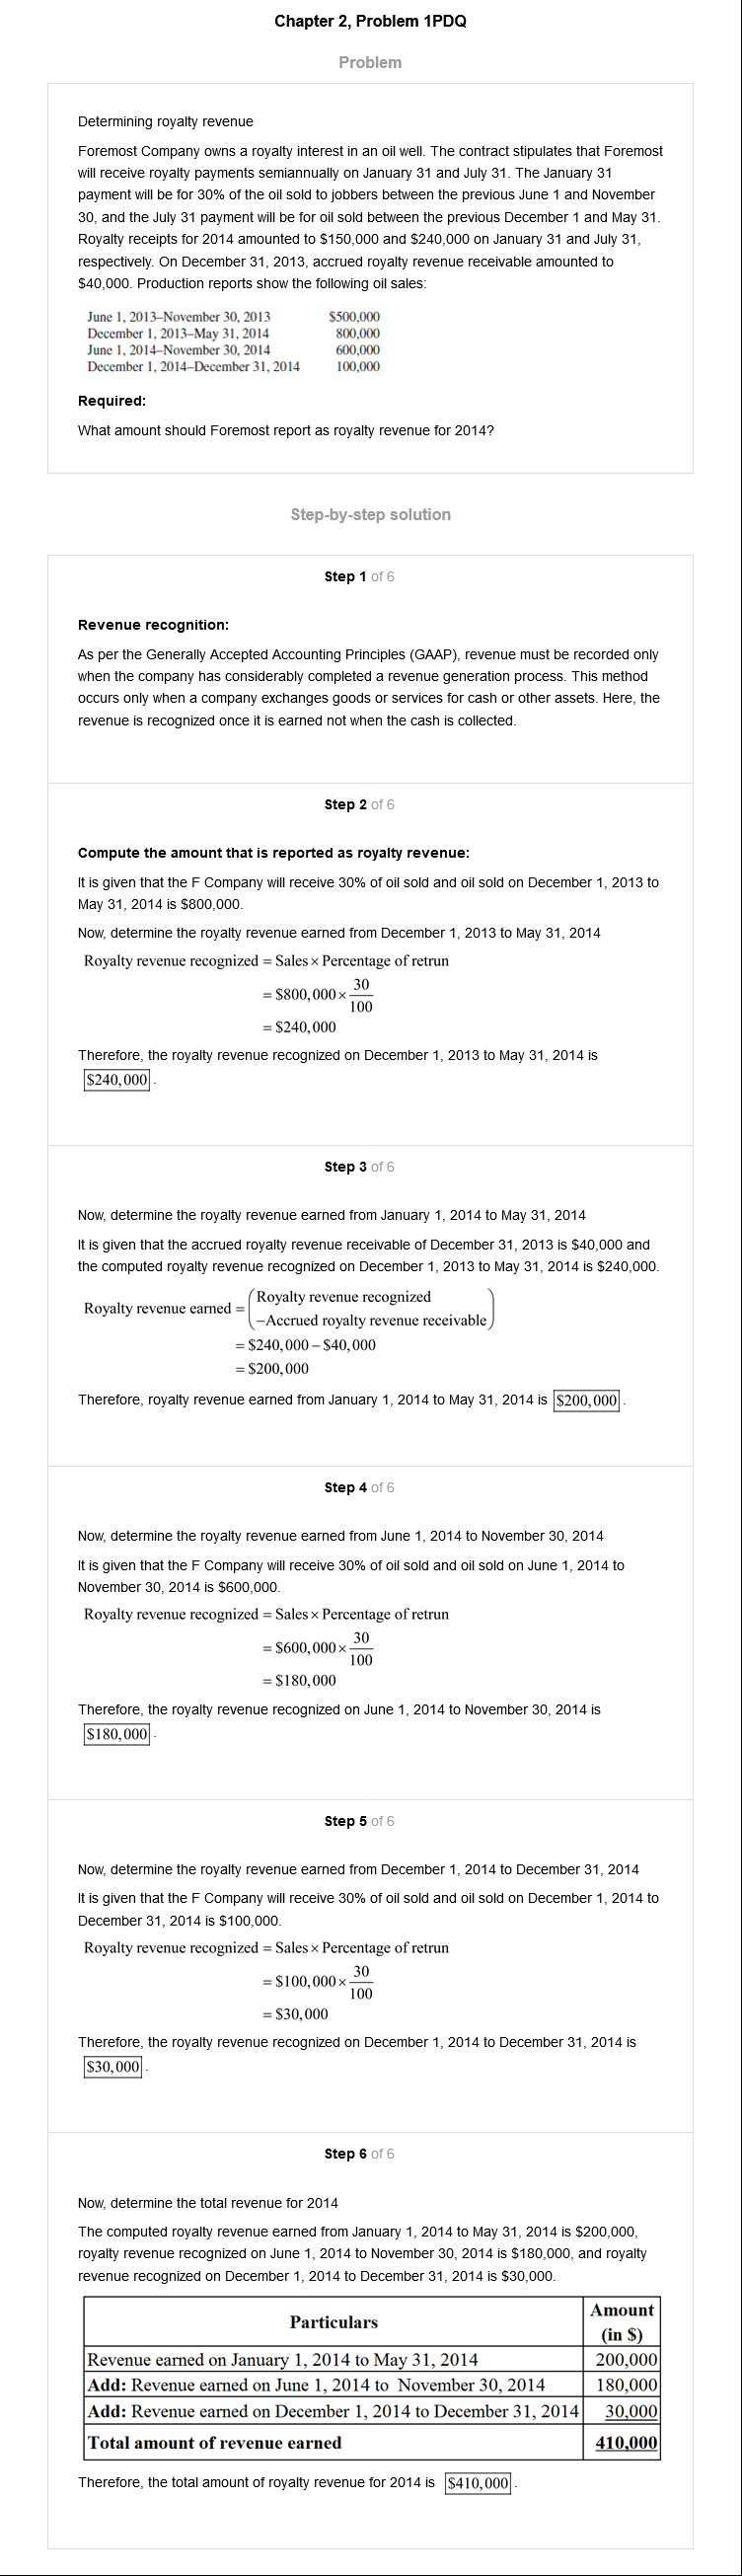 Chapter 2, Problem 1PDQ
Problem
Determining royalty revenue
Foremost Company owns a royalty interest in an oil well. The contract stipulates that Foremost
will receive royalty payments semiannually on January 31 and July 31. The January 31
payment will be for 30% of the oil sold to jobbers between the previous June 1 and November
30, and the July 31 payment will be for oil sold between the previous December 1 and May 31.
Royalty receipts for 2014 amounted to $150,000 and $240,000 on January 31 and July 31,
respectively. On December 31, 2013, accrued royalty revenue receivable amounted to
$40,000. Production reports show the following oil sales:
June 1, 2013–November 30, 2013 $500,000
December 1, 2013–May 31, 2014 800,000
June 1, 2014–November 30, 2014 600,000
December 1, 2014–December 31, 2014 100,000
Required:
What amount should Foremost report as royalty revenue for 2014?
Step-by-step solution
Step 1 of 6
Revenue recognition:
As per the Generally Accepted Accounting Principles (GAAP), revenue must be recorded only
when the company has considerably completed a revenue generation process. This method
occurs only when a company exchanges goods or services for cash or other assets. Here, the
revenue is recognized once it is earned not when the cash is collected.
Step 2 of 6
Compute the amount that is reported as royalty revenue:
It is given that the F Company will receive 30% of oil sold and oil sold on December 1, 2013 to
May 31, 2014 is $800,000.
Now, determine the royalty revenue earned from December 1, 2013 to May 31, 2014
Royalty revenue recognized = Sales × Percentage of retrun
= $800,000 × 30/100
= $240,000
Therefore, the royalty revenue recognized on December 1, 2013 to May 31, 2014 is
$240,000 .
Step 3 of 6
Now, determine the royalty revenue earned from January 1, 2014 to May 31, 2014
It is given that the accrued royalty revenue receivable of December 31, 2013 is $40,000 and
the computed royalty revenue recognized on December 1, 2013 to May 31, 2014 is $240,000.
Royalty revenue earned = (Royalty revenue recognized
−Accrued royalty revenue receivable)
= $240,000 – $40,000
= $200,000
Therefore, royalty revenue earned from January 1, 2014 to May 31, 2014 is $200,000 .
Step 4 of 6
Now, determine the royalty revenue earned from June 1, 2014 to November 30, 2014
It is given that the F Company will receive 30% of oil sold and oil sold on June 1, 2014 to
November 30, 2014 is $600,000.
Royalty revenue recognized = Sales × Percentage of retrun
= $600,000 × 30/100
= $180,000
Therefore, the royalty revenue recognized on June 1, 2014 to November 30, 2014 is
$180,000 .
Step 5 of 6
Now, determine the royalty revenue earned from December 1, 2014 to December 31, 2014
It is given that the F Company will receive 30% of oil sold and oil sold on December 1, 2014 to
December 31, 2014 is $100,000.
Royalty revenue recognized = Sales × Percentage of retrun
= $100,000 × 30/100
= $30,000
Therefore, the royalty revenue recognized on December 1, 2014 to December 31, 2014 is
$30,000 .
Step 6 of 6
Now, determine the total revenue for 2014
The computed royalty revenue earned from January 1, 2014 to May 31, 2014 is $200,000,
royalty revenue recognized on June 1, 2014 to November 30, 2014 is $180,000, and royalty
revenue recognized on December 1, 2014 to December 31, 2014 is $30,000.
Particulars Amount (in $)
Revenue earned on January 1, 2014 to May 31, 2014 200,000
Add: Revenue earned on June 1, 2014 to November 30, 2014 180,000
Add: Revenue earned on December 1, 2014 to December 31, 2014 30,000
Total amount of revenue earned 410,000
Therefore, the total amount of royalty revenue for 2014 is $410,000 .